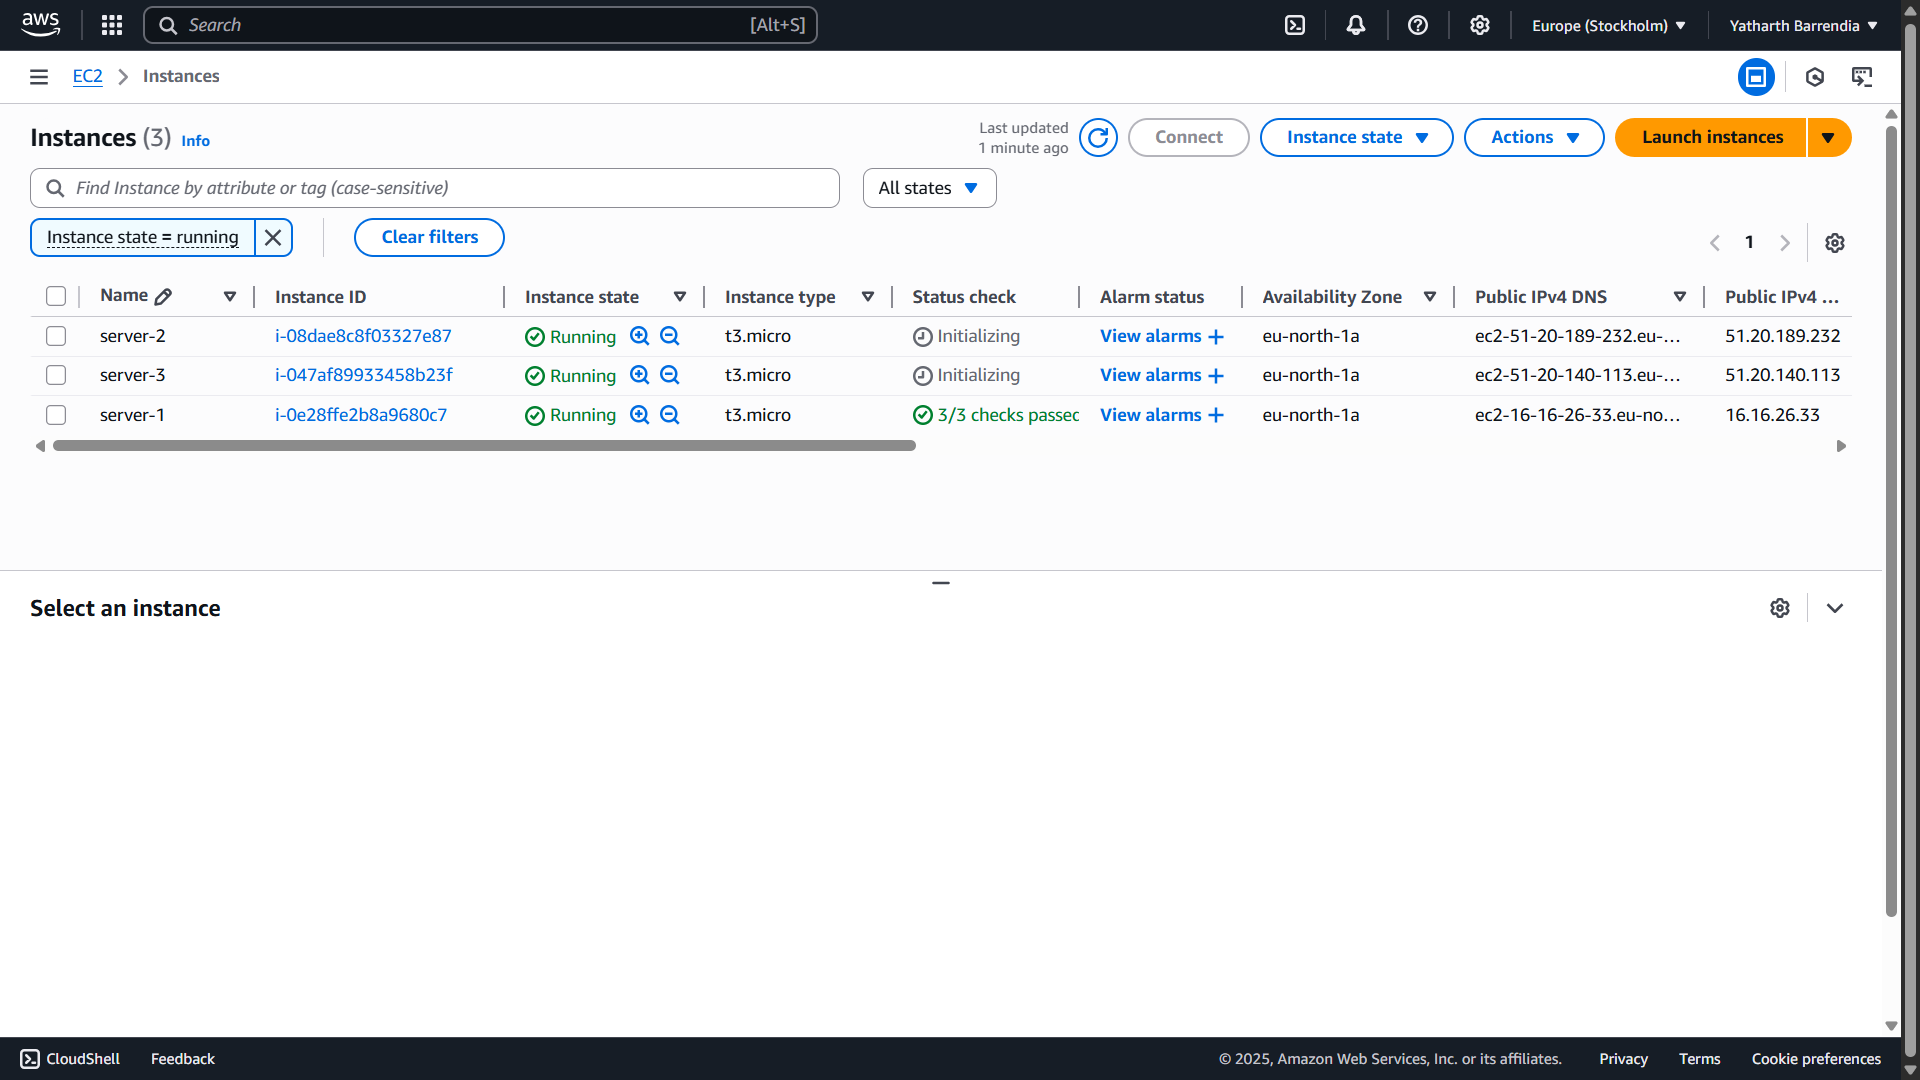 aws
Search [Alt+S]
Europe (Stockholm)
Yatharth Barrendia
EC2 Instances
Instances (3) Info
Last updated
1 minute ago
Connect
Instance state
Actions
Launch instances
Find Instance by attribute or tag (case-sensitive)
All states
Instance state = running
Clear filters
1
Name Instance ID Instance state Instance type Status check Alarm status Availability Zone Public IPv4 DNS Public IPv4 ...
server-2 i-08dae8c8f03327e87 Running t3.micro Initializing View alarms + eu-north-1a ec2-51-20-189-232.eu-... 51.20.189.232
server-3 i-047af89933458b23f Running t3.micro Initializing View alarms + eu-north-1a ec2-51-20-140-113.eu-... 51.20.140.113
server-1 i-0e28ffe2b8a9680c7 Running t3.micro 3/3 checks passec View alarms + eu-north-1a ec2-16-16-26-33.eu-no... 16.16.26.33
Select an instance
CloudShell Feedback © 2025, Amazon Web Services, Inc. or its affiliates. Privacy Terms Cookie preferences